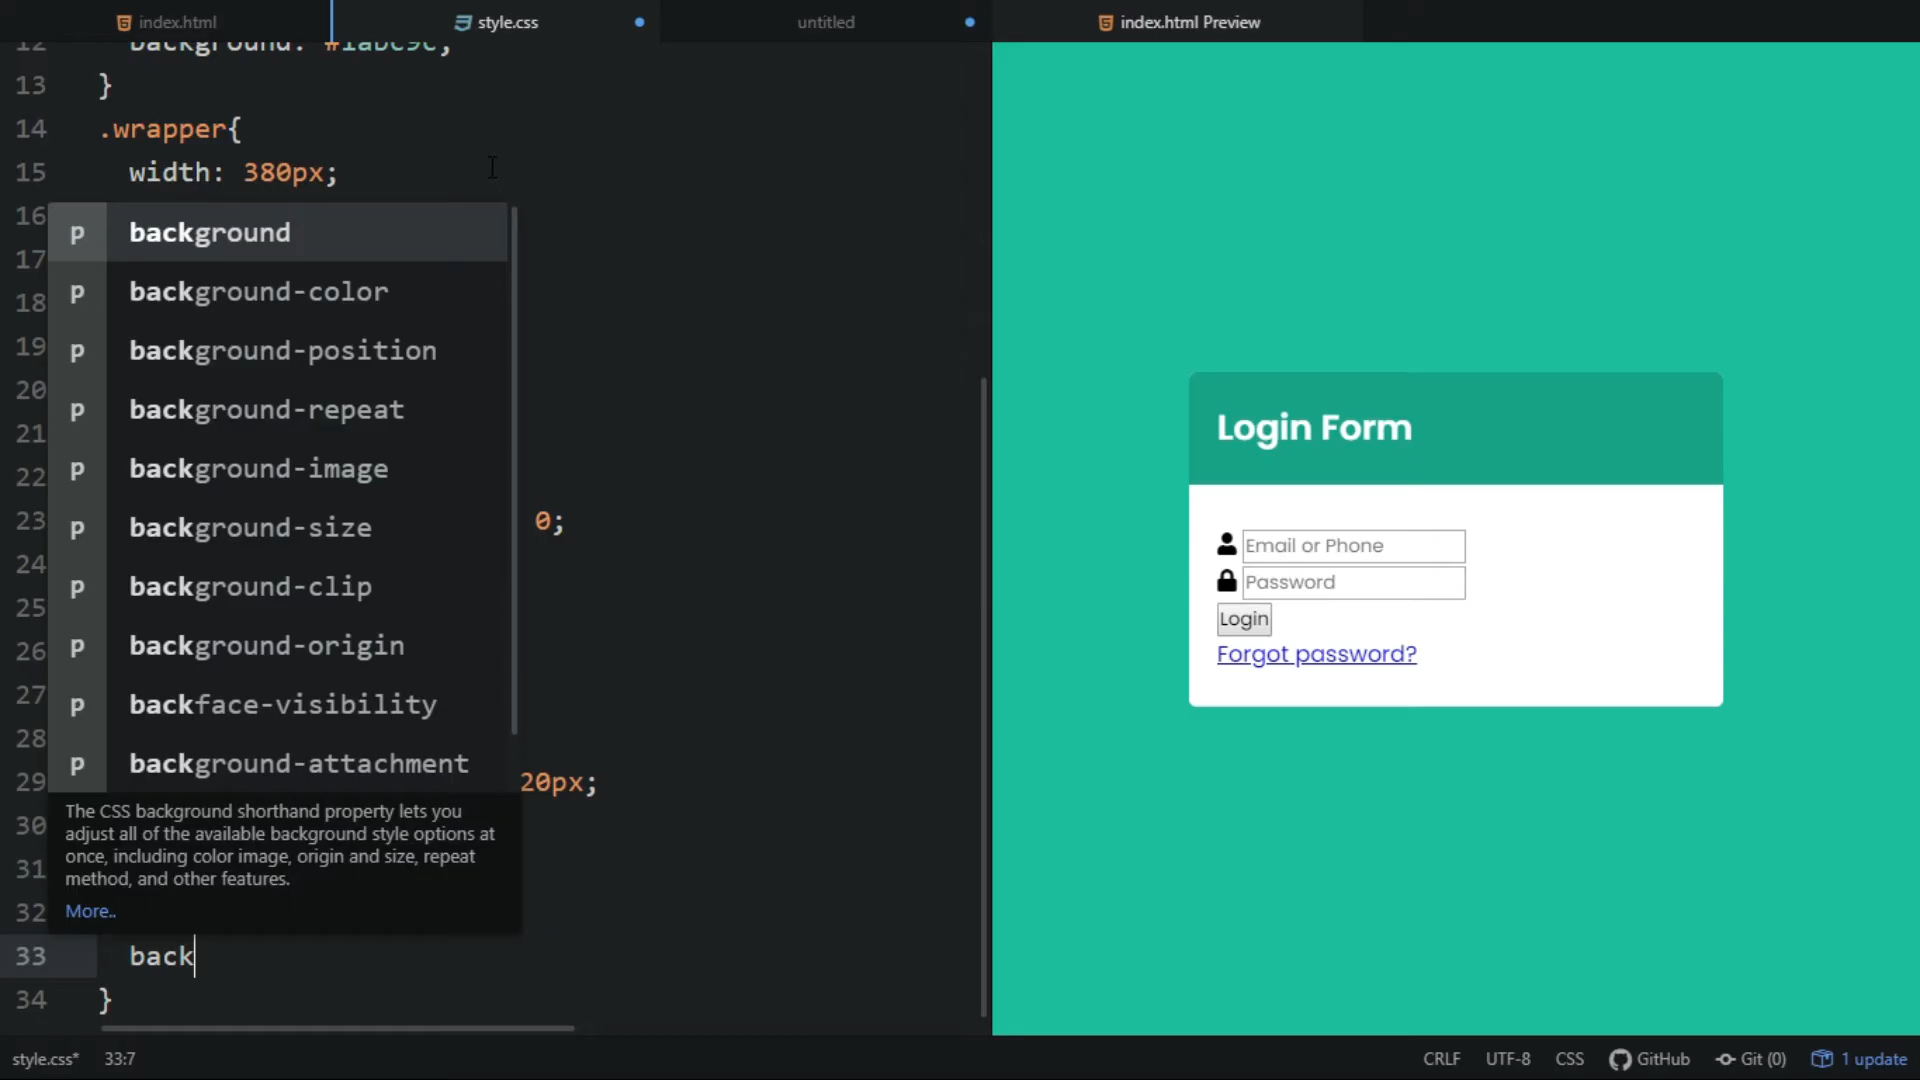 index.html
style.css
untitled
index.html Preview
12 background: #1abc9c;
13 }
14 .wrapper{
15 width: 380px;
16
17
18
19
20
21
22
23 0;
24
25
26
27
28
29 20px;
30
31
32
33 back
34 }
p background
p background-color
p background-position
p background-repeat
p background-image
p background-size
p background-clip
p background-origin
p backface-visibility
p background-attachment
The CSS background shorthand property lets you
adjust all of the available background style options at
once, including color image, origin and size, repeat
method, and other features.
More..
Login Form
Email or Phone
Password
Login
Forgot password?
style.css* 33:7
CRLF UTF-8 CSS GitHub Git (0) 1 update